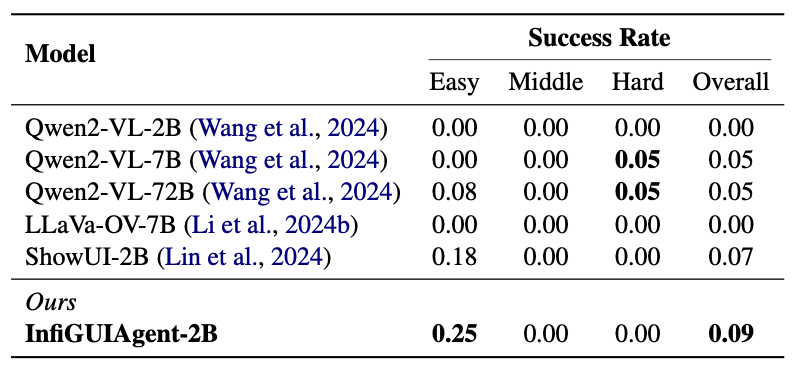 Model Success Rate
Easy Middle Hard Overall
Qwen2-VL-2B (Wang et al., 2024) 0.00 0.00 0.00 0.00
Qwen2-VL-7B (Wang et al., 2024) 0.00 0.00 0.05 0.05
Qwen2-VL-72B (Wang et al., 2024) 0.08 0.00 0.05 0.05
LLaVa-OV-7B (Li et al., 2024b) 0.00 0.00 0.00 0.00
ShowUI-2B (Lin et al., 2024) 0.18 0.00 0.00 0.07
Ours
InfiGUIAgent-2B 0.25 0.00 0.00 0.09